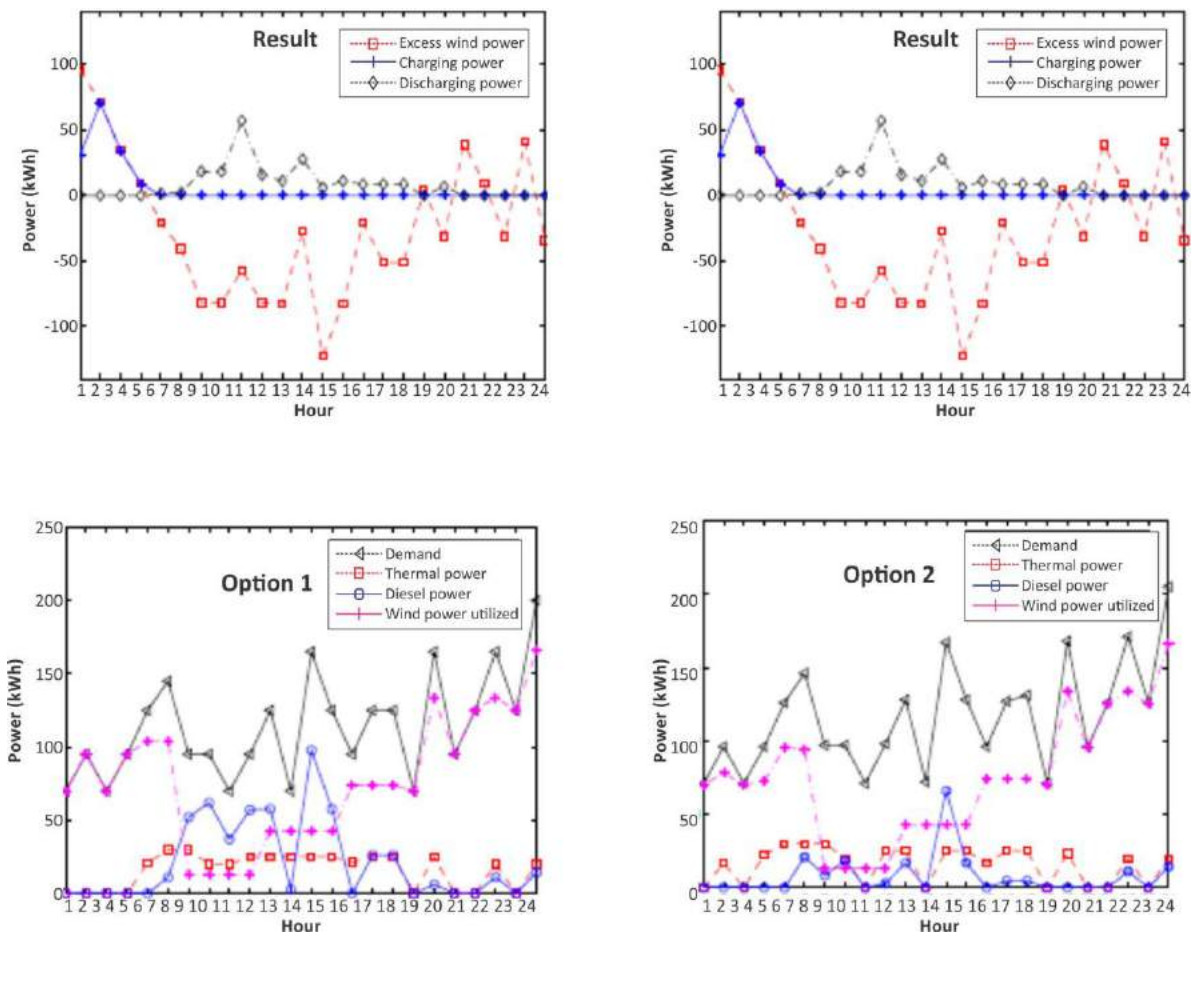 Result
Excess wind power
Charging power
Discharging power
100
50
0
-50
-100
Power (kWh)
1 2 3 4 5 6 7 8 9 10 11 12 13 14 15 16 17 18 19 20 21 22 23 24
Hour
Result
Excess wind power
Charging power
Discharging power
100
50
0
-50
-100
Power (kWh)
1 2 3 4 5 6 7 8 9 10 11 12 13 14 15 16 17 18 19 20 21 22 23 24
Hour
Option 1
Demand
Thermal power
Diesel power
Wind power utilized
250
200
150
100
50
0
Power (kWh)
1 2 3 4 5 6 7 8 9 10 11 12 13 14 15 16 17 18 19 20 21 22 23 24
Hour
Option 2
Demand
Thermal power
Diesel power
Wind power utilized
250
200
150
100
50
0
Power (kWh)
1 2 3 4 5 6 7 8 9 10 11 12 13 14 15 16 17 18 19 20 21 22 23 24
Hour